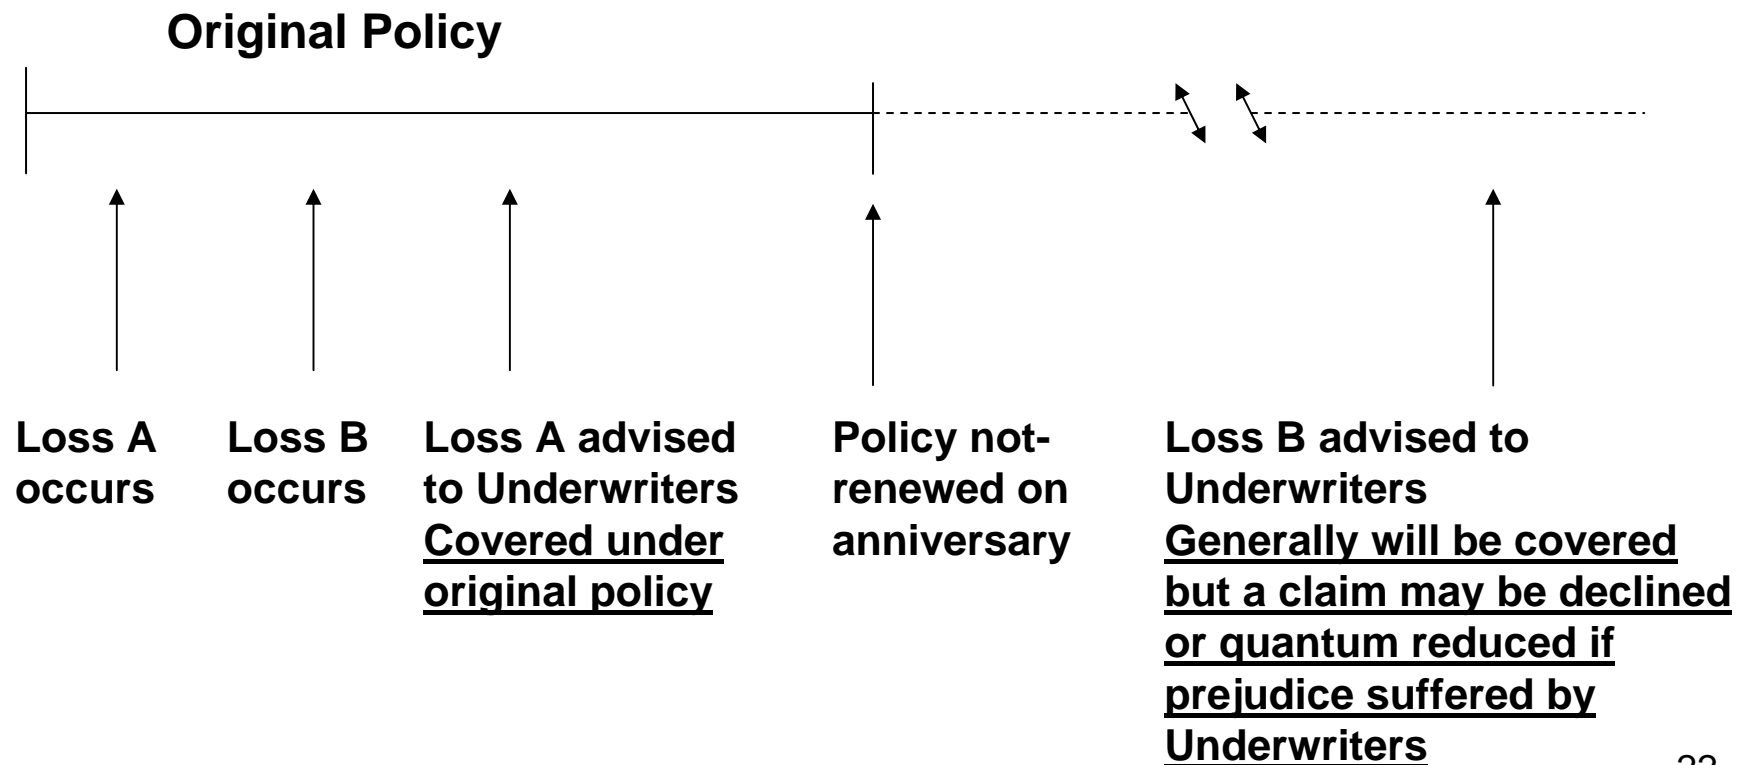 Original Policy
Loss A
occurs
Loss B
occurs
Loss A advised
to Underwriters
Covered under
original policy
Policy not-
renewed on
anniversary
Loss B advised to
Underwriters
Generally will be covered
but a claim may be declined
or quantum reduced if
prejudice suffered by
Underwriters